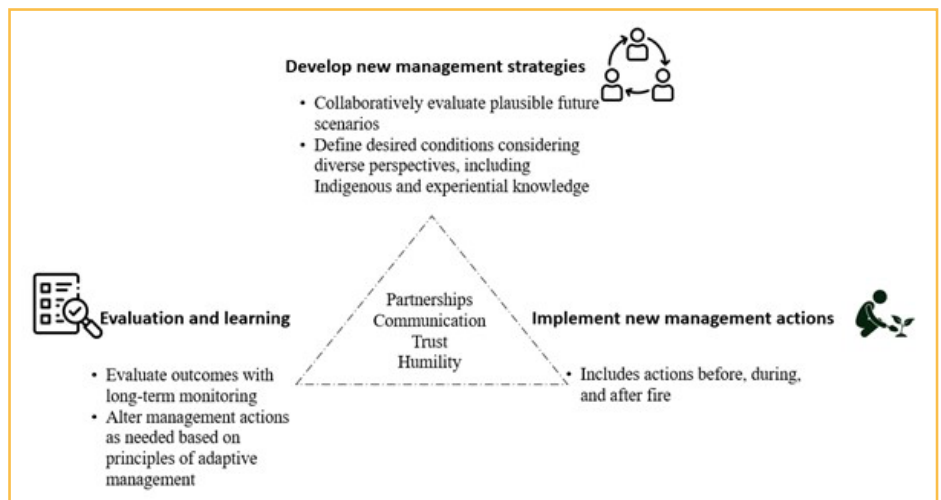 Develop new management strategies
• Collaboratively evaluate plausible future
scenarios
• Define desired conditions considering
diverse perspectives, including
Indigenous and experiential knowledge
Partnerships
Communication
Trust
Humility
Evaluation and learning
• Evaluate outcomes with
long-term monitoring
• Alter management actions
as needed based on
principles of adaptive
management
Implement new management actions
• Includes actions before, during,
and after fire